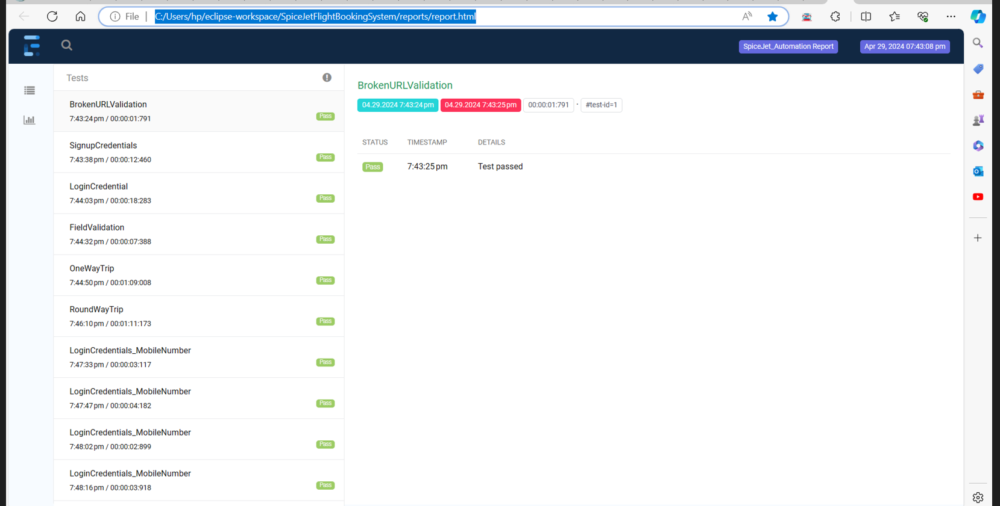 File
C:/Users/hp/eclipse-workspace/SpiceJetFlightBookingSystem/reports/report.html
SpiceJet_Automation Report
Apr 29, 2024 07:43:08 pm
Tests
BrokenURLValidation
7:43:24 pm / 00:00:01:791
Pass
SignupCredentials
7:43:38 pm / 00:00:12:460
Pass
LoginCredential
7:44:03 pm / 00:00:18:283
Pass
FieldValidation
7:44:32 pm / 00:00:07:388
Pass
OneWayTrip
7:44:50 pm / 00:01:09:008
Pass
RoundWayTrip
7:46:10 pm / 00:01:11:173
Pass
LoginCredentials_MobileNumber
7:47:33 pm / 00:00:03:117
Pass
LoginCredentials_MobileNumber
7:47:47 pm / 00:00:04:182
Pass
LoginCredentials_MobileNumber
7:48:02 pm / 00:00:02:899
Pass
LoginCredentials_MobileNumber
7:48:16 pm / 00:00:03:918
Pass
BrokenURLValidation
04.29.2024 7:43:24 pm 04.29.2024 7:43:25 pm 00:00:01:791 · #test-id=1
STATUS TIMESTAMP DETAILS
Pass 7:43:25 pm Test passed